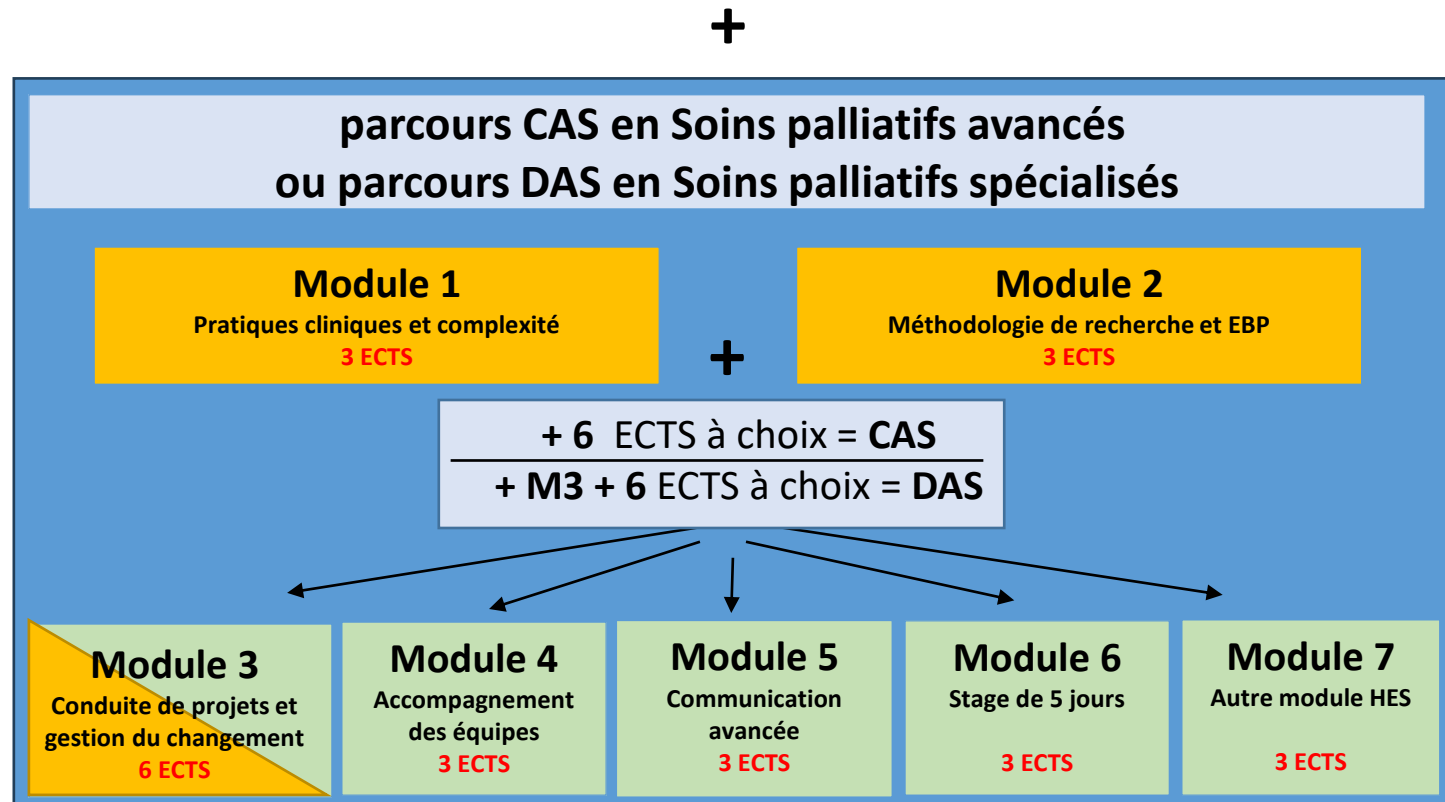 +
parcours CAS en Soins palliatifs avancés
ou parcours DAS en Soins palliatifs spécialisés
Module 1
Pratiques cliniques et complexité
3 ECTS
+
Module 2
Méthodologie de recherche et EBP
3 ECTS
+ 6 ECTS à choix = CAS
+ M3 + 6 ECTS à choix = DAS
Module 3
Conduite de projets et
gestion du changement
6 ECTS
Module 4
Accompagnement
des équipes
3 ECTS
Module 5
Communication
avancée
3 ECTS
Module 6
Stage de 5 jours
3 ECTS
Module 7
Autre module HES
3 ECTS